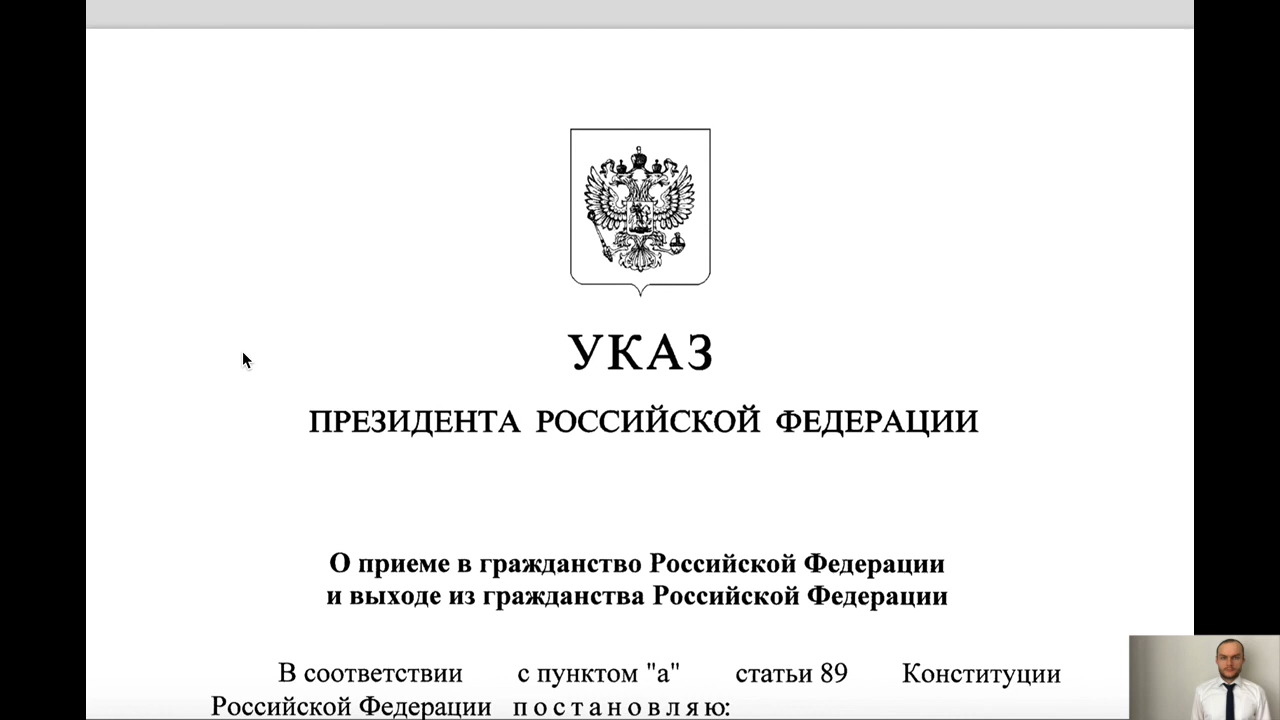 УКАЗ
ПРЕЗИДЕНТА РОССИЙСКОЙ ФЕДЕРАЦИИ
О приеме в гражданство Российской Федерации
и выходе из гражданства Российской Федерации
В соответствии с пунктом "а" статьи 89 Конституции
Российской Федерации п о с т а н о в л я ю: